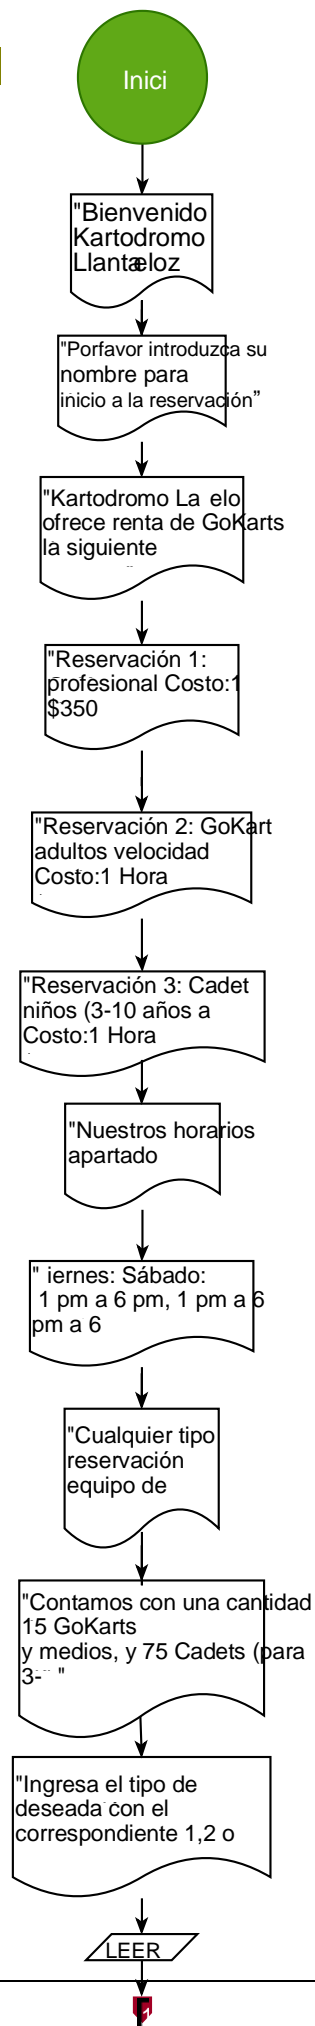 Inici
"Bienvenido
Kartodromo
Llantaeloz
"Porfavor introduzca su
nombre para
inicio a la reservación"
"Kartodromo La elo
ofrece renta de GoKarts
la siguiente
"
"Reservación 1:
profesional Costo:1
$350
"Reservación 2: GoKart
adultos velocidad
Costo:1 Hora
"Reservación 3: Cadet
niños (3-10 años a
Costo:1 Hora
"Nuestros horarios
apartado
" iernes: Sábado:
1 pm a 6 pm, 1 pm a 6
pm a 6
"Cualquier tipo
reservación
equipo de
"Contamos con una cantidad
15 GoKarts
y medios, y 75 Cadets (para
3- "
"Ingresa el tipo de
deseada con el
correspondiente 1,2 o
LEER
1